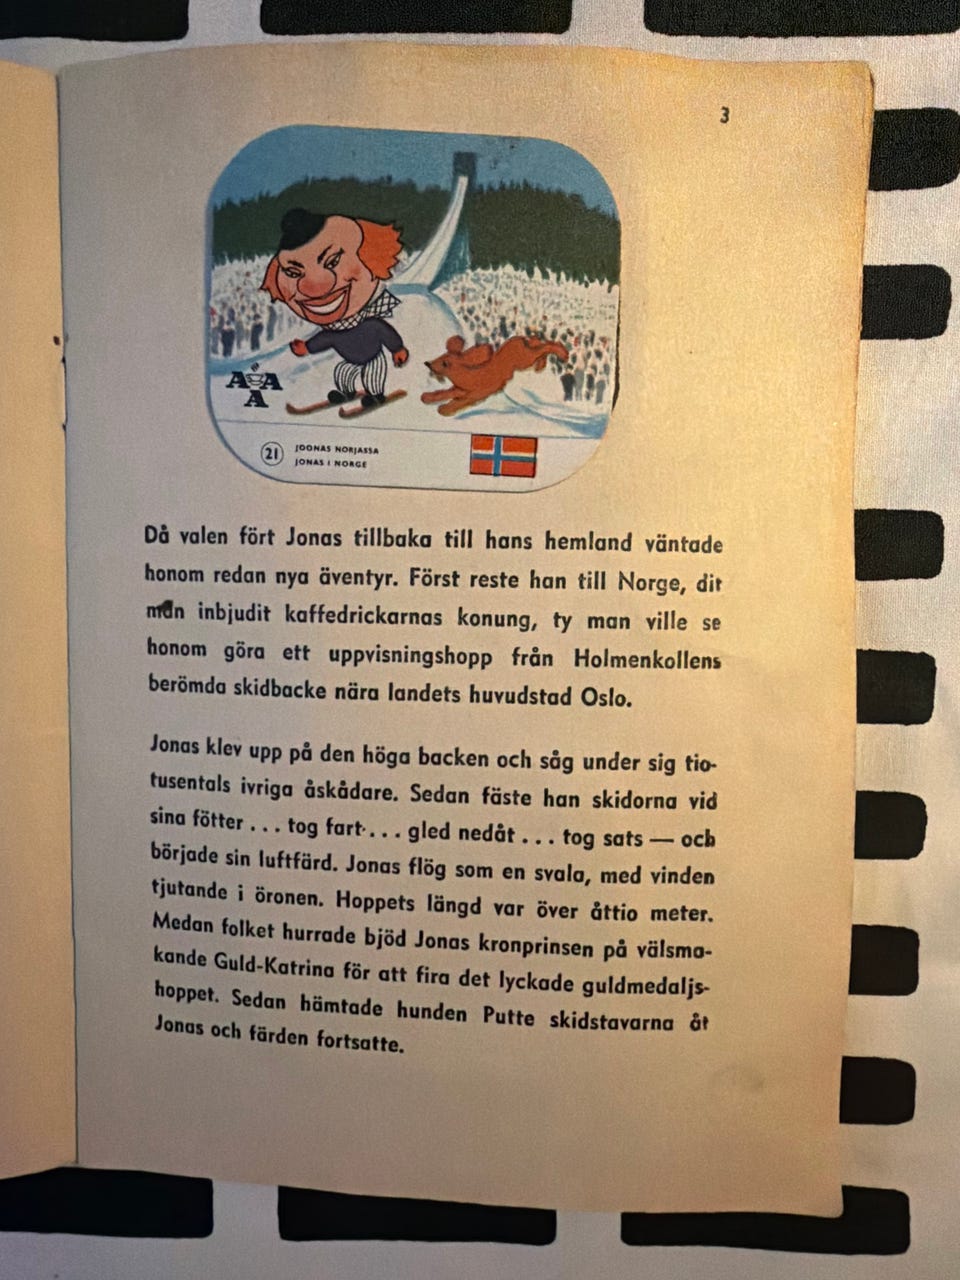 3
A A
A
21 JOONAS NORJASSA
JONAS I NORGE
Då valen fört Jonas tillbaka till hans hemland väntade
honom redan nya äventyr. Först reste han till Norge, dit
man inbjudit kaffedrickarnas konung, ty man ville se
honom göra ett uppvisningshopp från Holmenkollens
berömda skidbacke nära landets huvudstad Oslo.
Jonas klev upp på den höga backen och såg under sig tio-
tusentals ivriga åskådare. Sedan fäste han skidorna vid
sina fötter . . . tog fart . . . gled nedåt . . . tog sats — och
började sin luftfärd. Jonas flög som en svala, med vinden
tjutande i öronen. Hoppets längd var över åttio meter.
Medan folket hurrade bjöd Jonas kronprinsen på välsma-
kande Guld-Katrina för att fira det lyckade guldmedaljs-
hoppet. Sedan hämtade hunden Putte skidstavarna åt
Jonas och färden fortsatte.